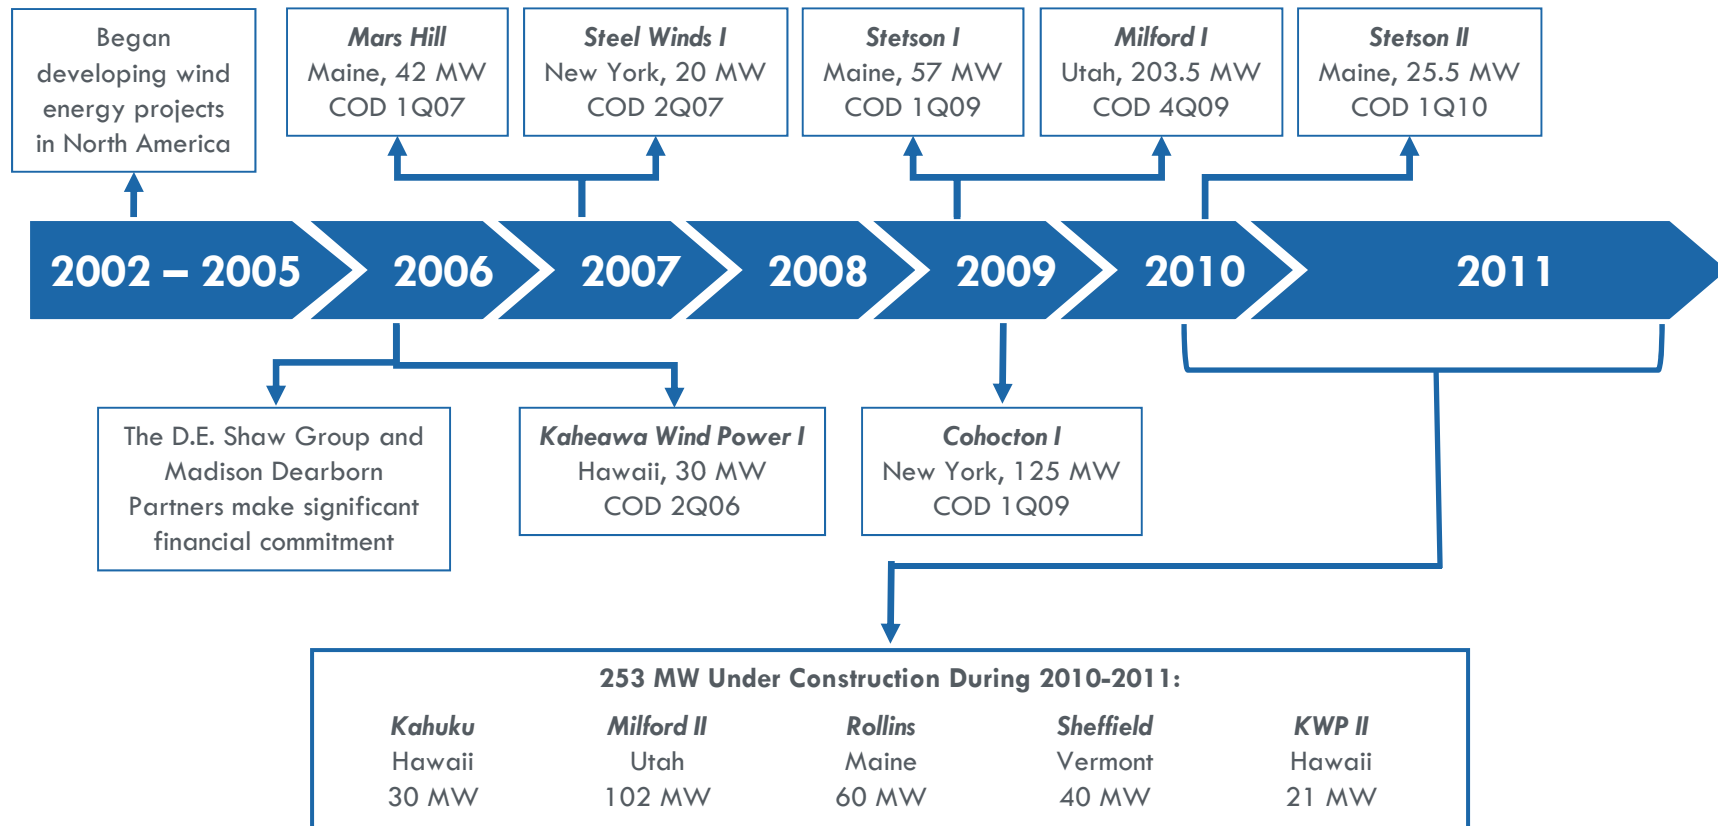 Began
developing wind
energy projects
in North America
Mars Hill
Maine, 42 MW
COD 1Q07
Steel Winds I
New York, 20 MW
COD 2Q07
Stetson I
Maine, 57 MW
COD 1Q09
Milford I
Utah, 203.5 MW
COD 4Q09
Stetson II
Maine, 25.5 MW
COD 1Q10
2002 – 2005
2006
2007
2008
2009
2010
2011
The D.E. Shaw Group and
Madison Dearborn
Partners make significant
financial commitment
Kaheawa Wind Power I
Hawaii, 30 MW
COD 2Q06
Cohocton I
New York, 125 MW
COD 1Q09
253 MW Under Construction During 2010-2011:
Kahuku
Hawaii
30 MW
Milford II
Utah
102 MW
Rollins
Maine
60 MW
Sheffield
Vermont
40 MW
KWP II
Hawaii
21 MW